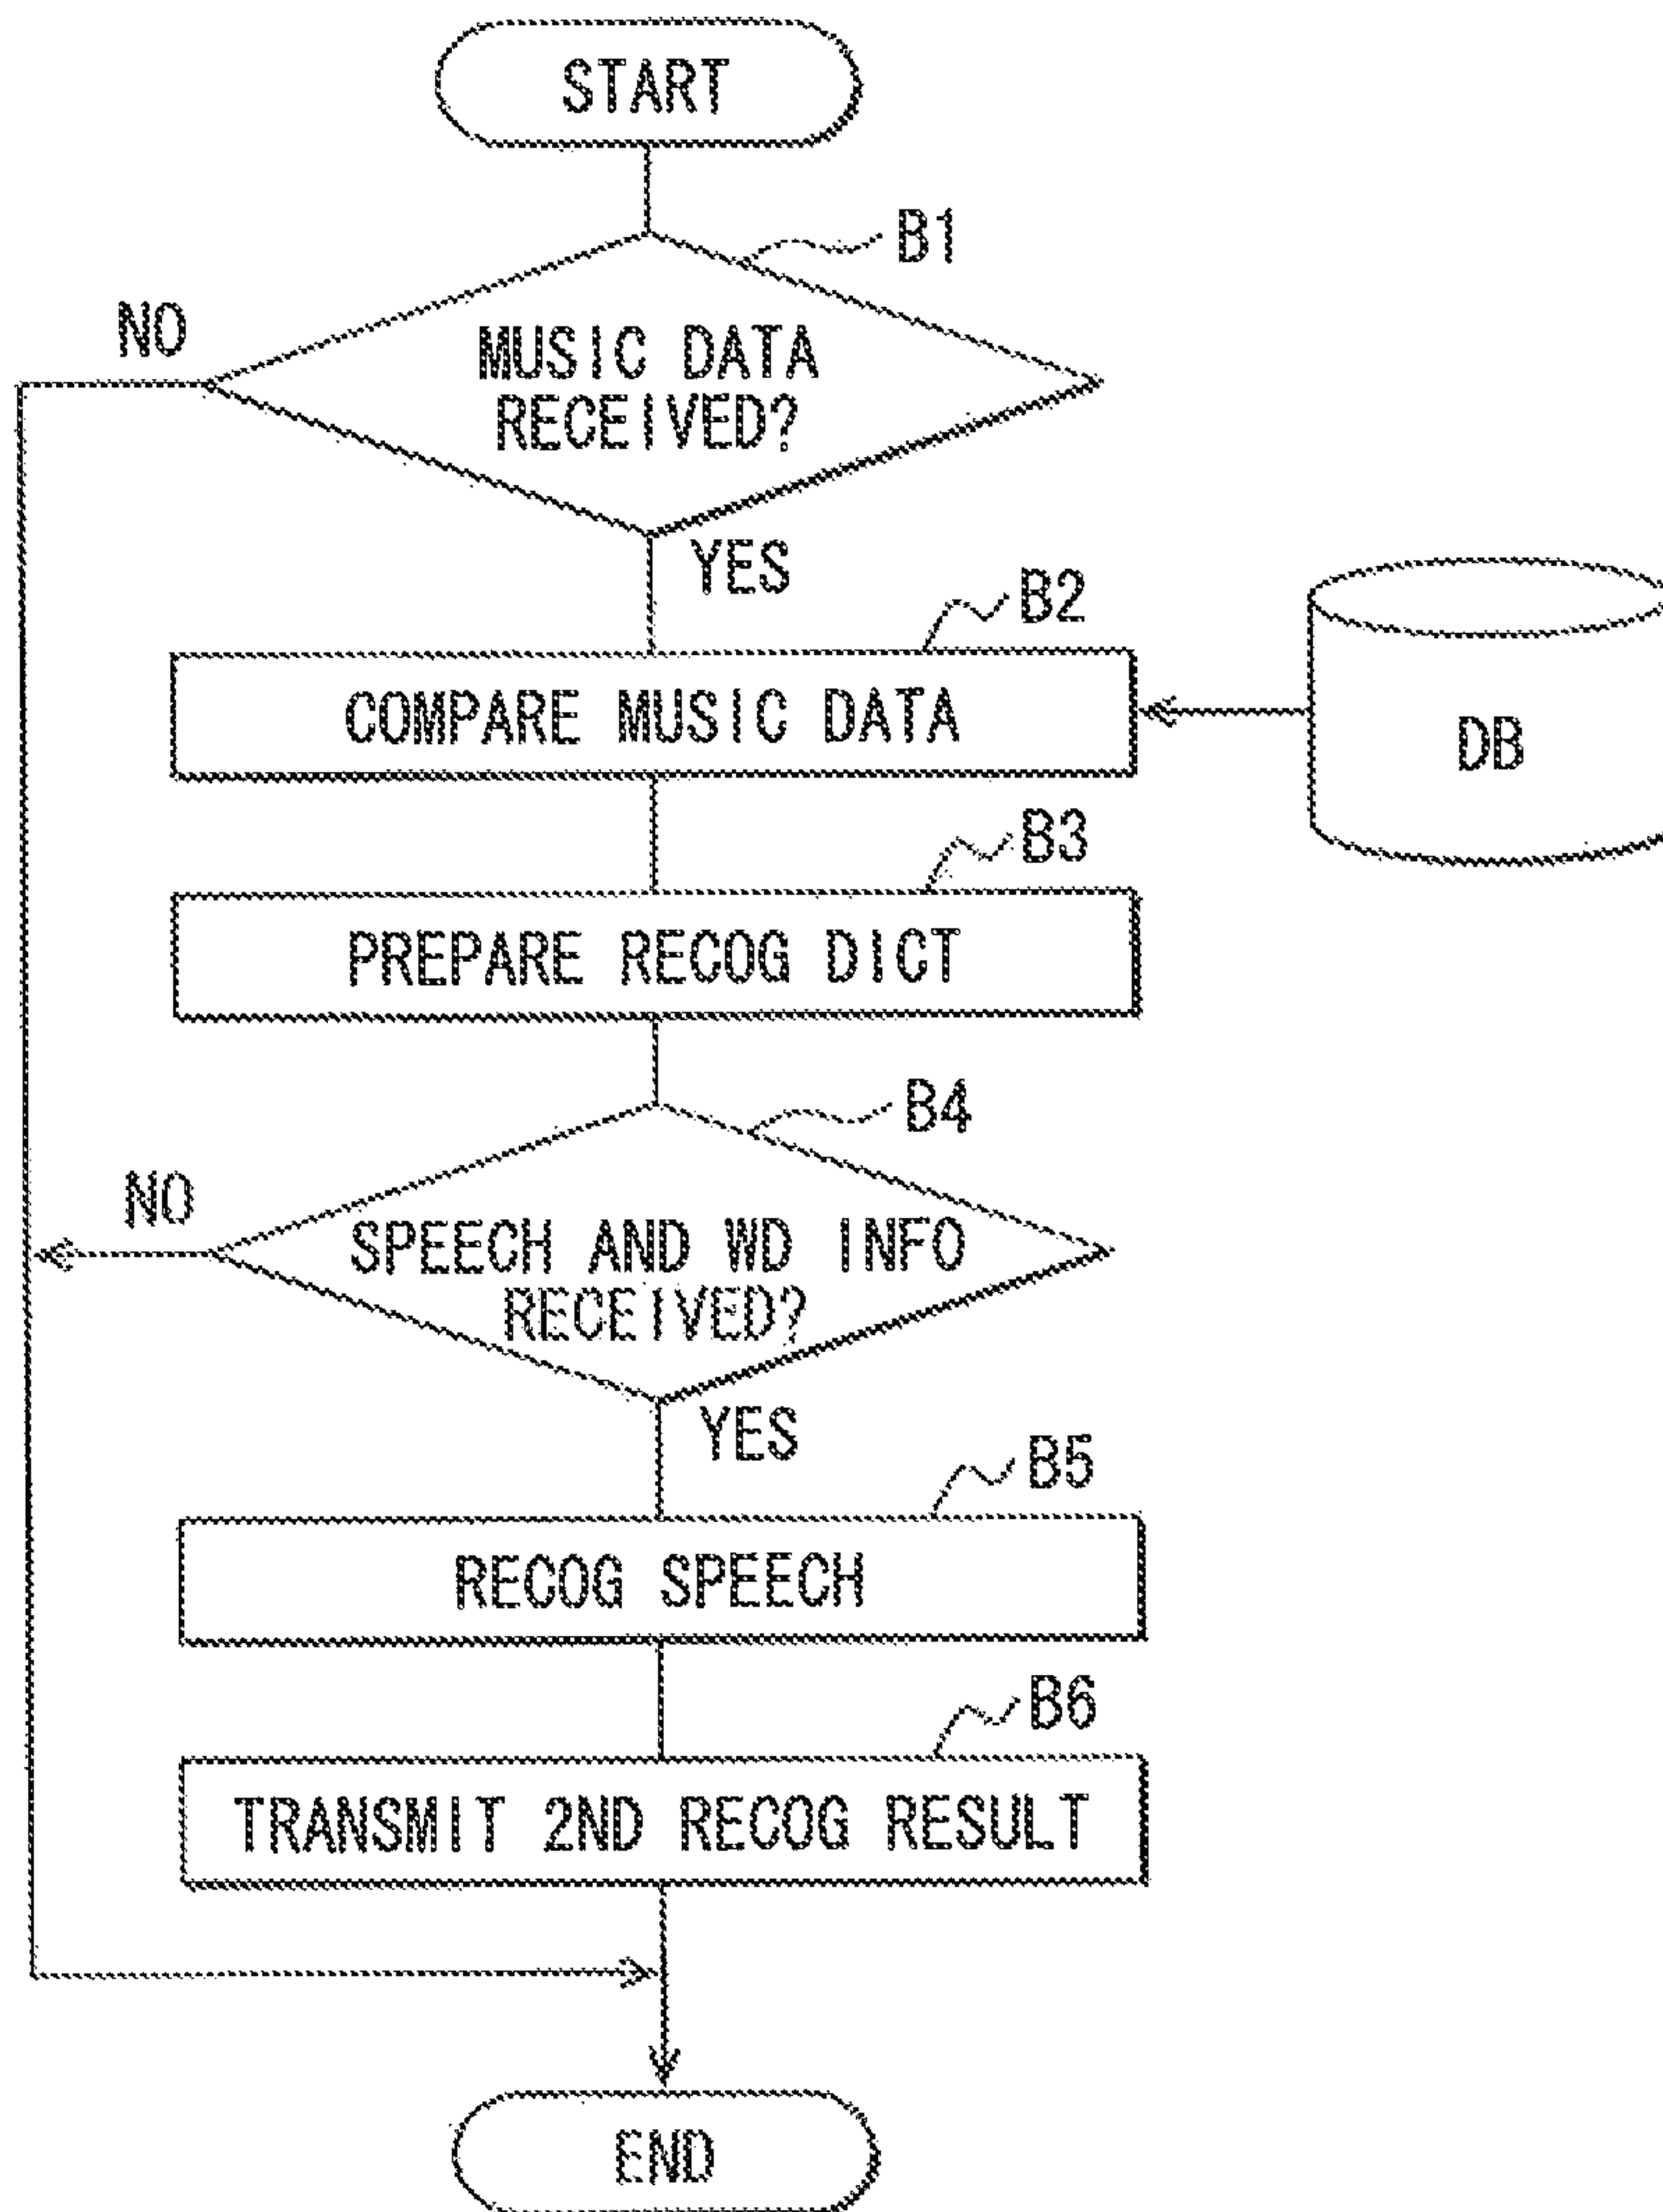 START
B1
NO
MUSIC DATA
RECEIVED?
YES
B2
COMPARE MUSIC DATA
DB
B3
PREPARE RECOG DICT
B4
NO
SPEECH AND WD INFO
RECEIVED?
YES
B5
RECOG SPEECH
B6
TRANSMIT 2ND RECOG RESULT
END